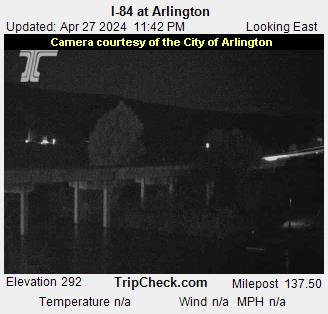 I-84 at Arlington
Updated: Apr 27 2024 11:42 PM Looking East
Camera courtesy of the City of Arlington
Elevation 292 TripCheck.com Milepost 137.50
Temperature n/a Wind n/a MPH n/a